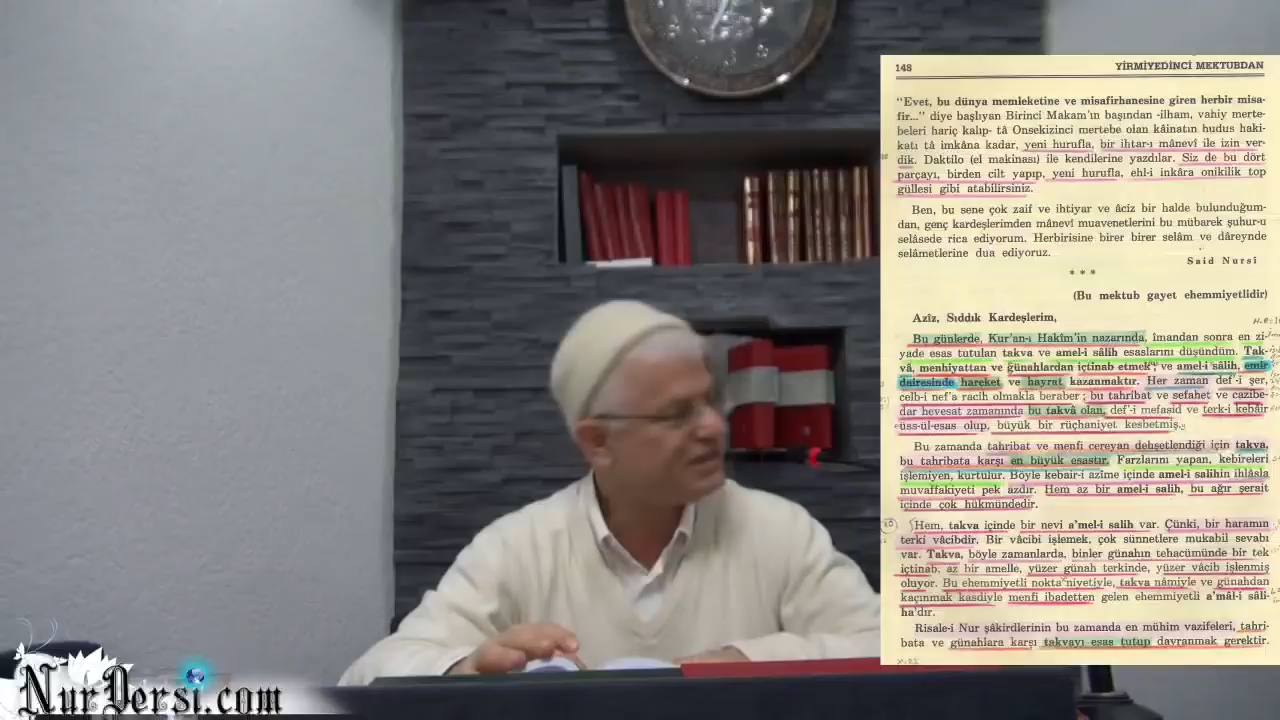 148 YİRMİYEDİNCİ MEKTUBDAN
"Evet, bu dünya memleketine ve misafirhanesine giren herbir misa-
fir..." diye başlıyan Birinci Makam'ın başından -ilham, vahiy merte-
beleri hariç kalıp- tâ Onsekizinci mertebe olan kâinatın hudus haki-
katı tâ imkâna kadar, yeni hurufla, bir ihtar-ı mânevî ile izin ver-
dik. Daktilo (el makinası) ile kendilerine yazdılar. Siz de bu dört
parçayı, birden cilt yapıp, yeni hurufla, ehl-i inkâra onikilik top
güllesi gibi atabilirsiniz.
Ben, bu sene çok zaif ve ihtiyar ve âciz bir halde bulunduğum-
dan, genç kardeşlerimden mânevî muavenetlerini bu mübarek şuhur-u
selâsede rica ediyorum. Herbirisine birer birer selâm ve dâreynde
selâmetlerine dua ediyoruz.
Said Nursî
* * *
(Bu mektub gayet ehemmiyetlidir)
Azîz, Sıddık Kardeşlerim,
Bu günlerde, Kur'an-ı Hakîm'in nazarında, îmandan sonra en zi-
yade esas tutulan takva ve amel-i sâlih esaslarını düşündüm. Tak-
vâ, menhiyattan ve günahlardan içtinab etmek; ve amel-i sâlih, emir
dairesinde hareket ve hayrat kazanmaktır. Her zaman def'-i şer,
celb-i nef'a racih olmakla beraber; bu tahribat ve sefahet ve cazibe-
dar hevesat zamanında bu takvâ olan, def'-i mefasid ve terk-i kebâir
üss-ül-esas olup, büyük bir rüçhaniyet kesbetmiş.
Bu zamanda tahribat ve menfi cereyan dehşetlendiği için takva,
bu tahribata karşı en büyük esastır. Farzlarını yapan, kebireleri
işlemiyen, kurtulur. Böyle kebair-i azîme içinde amel-i salihin ihlâsla
muvaffakiyeti pek azdır. Hem az bir amel-i salih, bu ağır şerait
içinde çok hükmündedir.
Hem, takva içinde bir nevi a'mel-i salih var. Çünki, bir haramın
terki vâcibdir. Bir vâcibi işlemek, çok sünnetlere mukabil sevabı
var. Takva, böyle zamanlarda, binler günahın tehacümünde bir tek
içtinab, az bir amelle, yüzer günah terkinde, yüzer vâcib işlenmiş
oluyor. Bu ehemmiyetli nokta niyetiyle, takva nâmiyle ve günahdan
kaçınmak kasdiyle menfi ibadetten gelen ehemmiyetli a'mâl-i sâli-
ha'dır.
Risale-i Nur şâkirdlerinin bu zamanda en mühim vazifeleri, tahri-
bata ve günahlara karşı takvayı esas tutup davranmak gerektir.
NurDersi.com